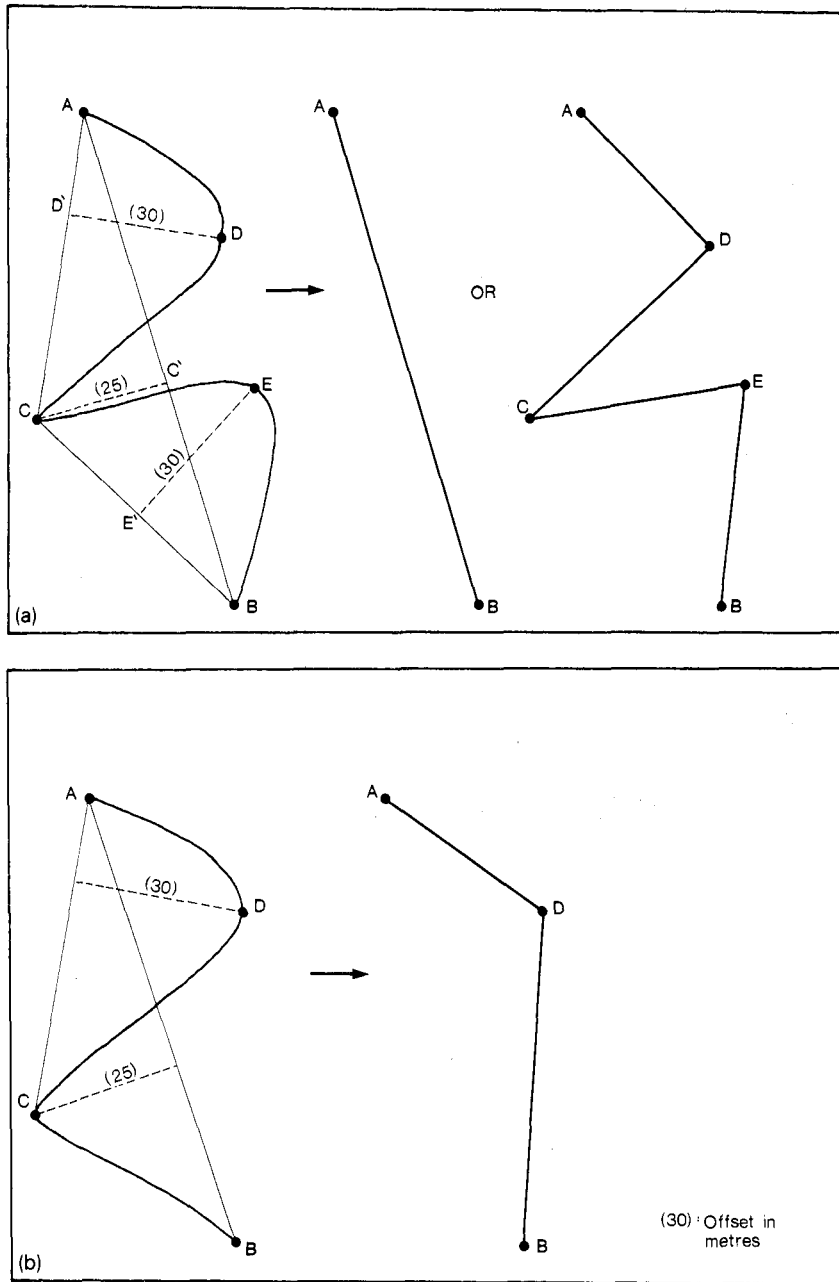 A
A
A
D'
(30)
D
D
OR
C'
E
E
C
(25)
C
(30)
E'
B
B
B
(a)
A
A
(30)
D
D
C
(25)
(30) : Offset in
metres
B
B
(b)